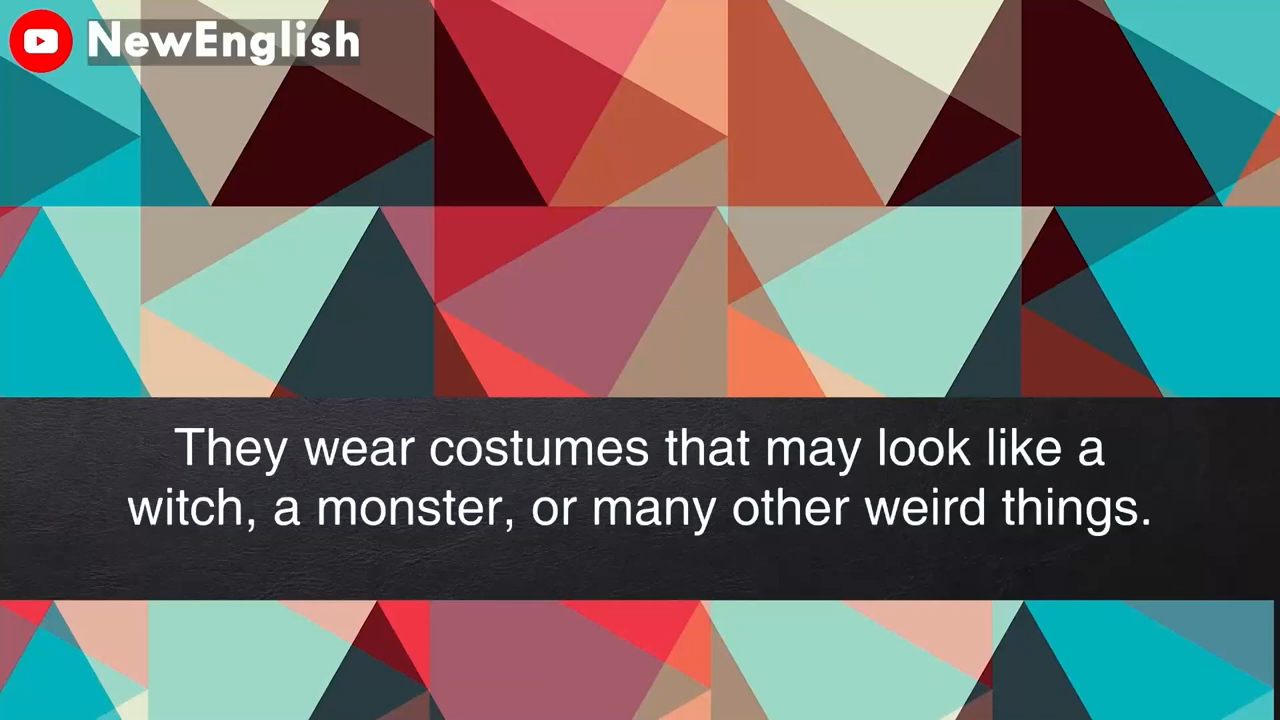 NewEnglish
They wear costumes that may look like a
witch, a monster, or many other weird things.